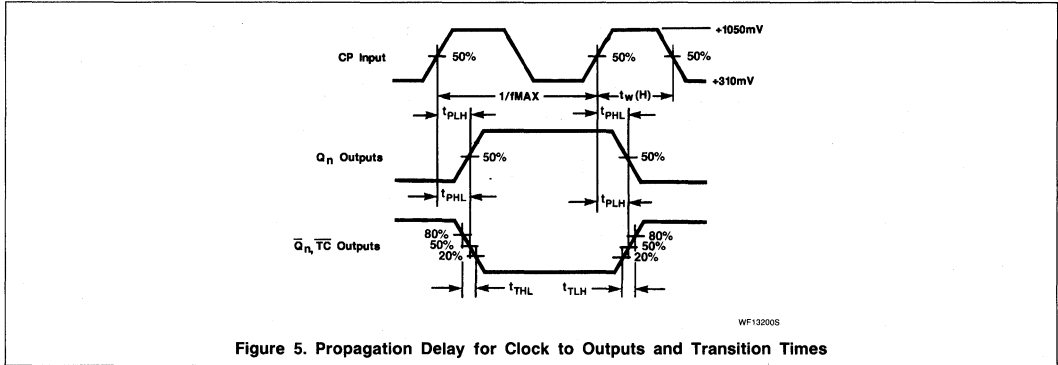 +1050mV
CP Input
50%
50%
50%
+310mV
1/fMAX
tw(H)
tPLH
tPHL
Qn Outputs
50%
50%
tPHL
tPLH
Q̅n, T̅C̅ Outputs
80%
50%
20%
80%
50%
20%
tTHL
tTLH
WF13200S
Figure 5. Propagation Delay for Clock to Outputs and Transition Times